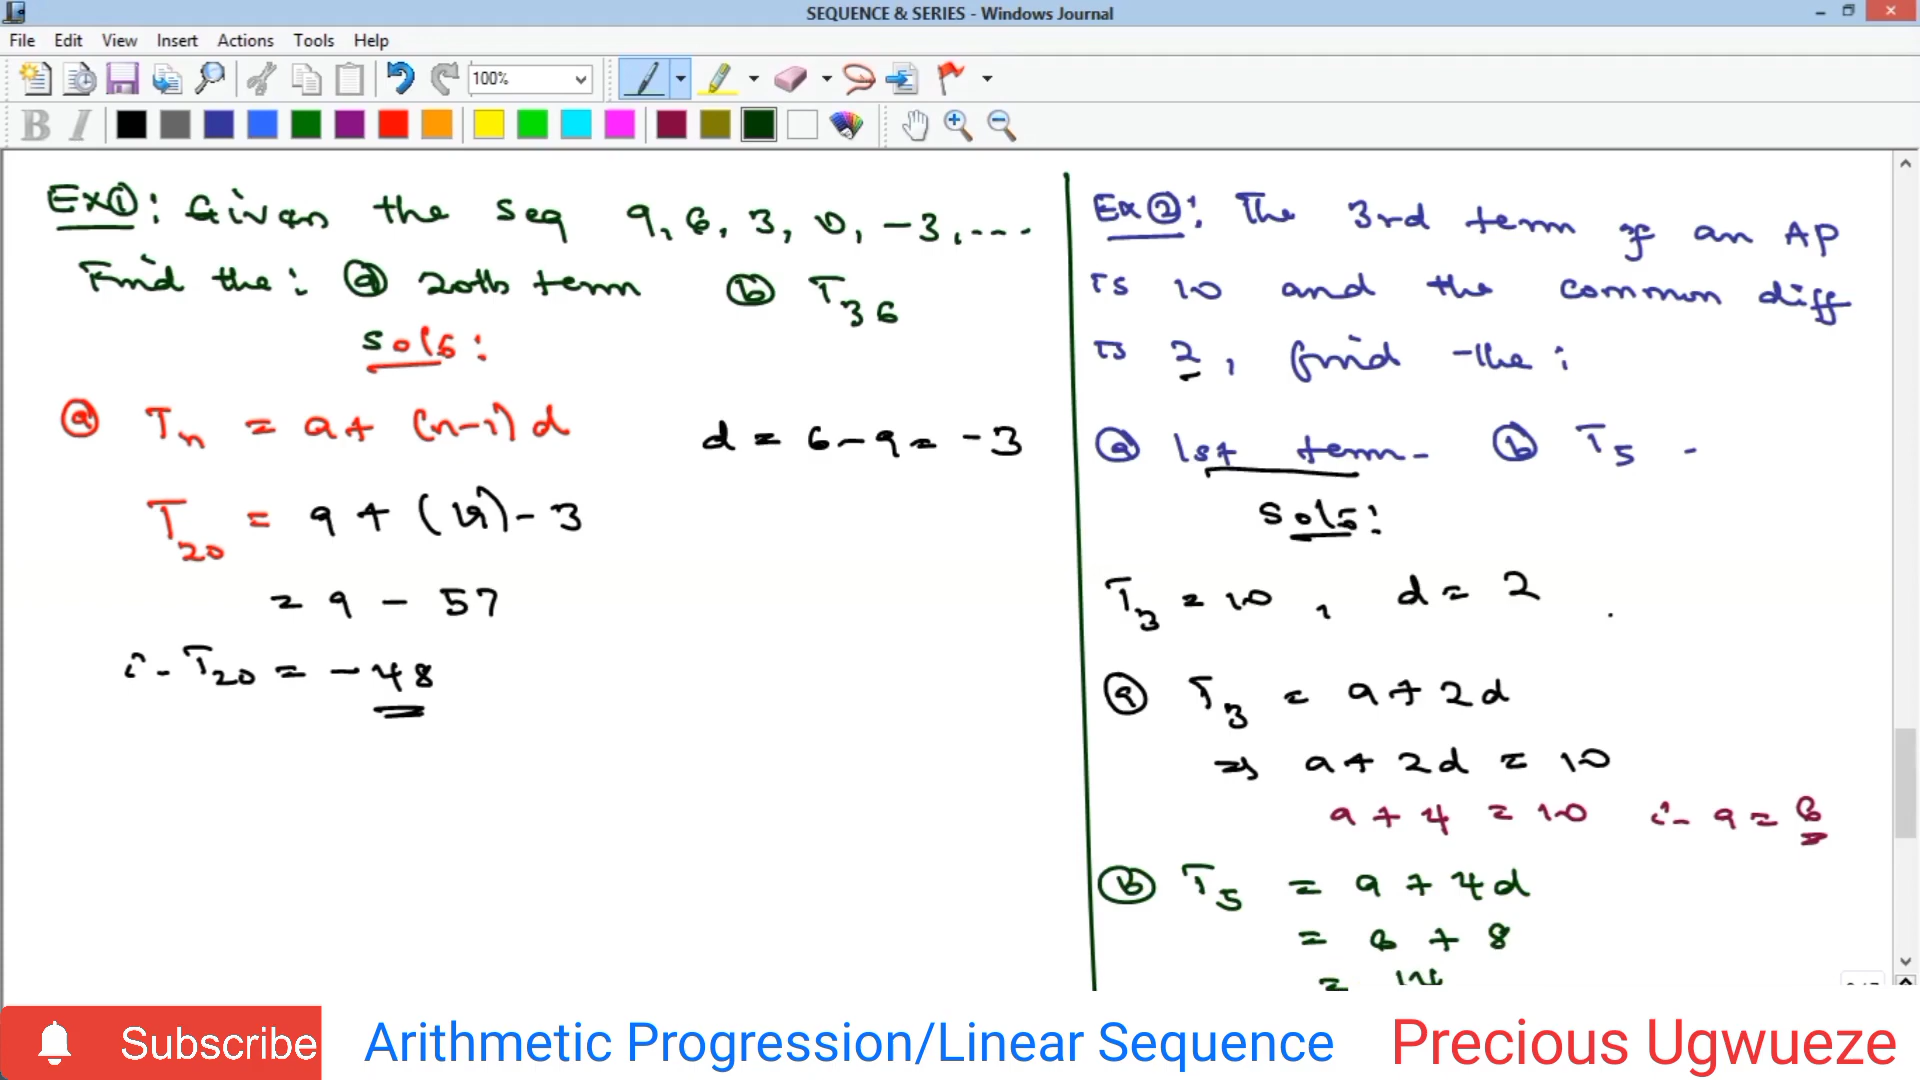 SEQUENCE & SERIES - Windows Journal
File Edit View Insert Actions Tools Help
100%
B I
Ex①: Given the seq 9, 6, 3, 0, -3, ....
Find the: ⓐ 20th term ⓑ T36
Soln:
ⓐ Tn = a + (n-1)d
d = 6 - 9 = -3
T20 = 9 + (19) - 3
= 9 - 57
∴ T20 = -48
Ex②: The 3rd term of an AP
is 10 and the common diff
is 2, find the:
ⓐ 1st term. ⓑ T5.
Soln:
T3 = 10, d = 2
ⓐ T3 = a + 2d
⇒ a + 2d = 10
a + 4 = 10 ∴ a = 6
ⓑ T5 = a + 4d
= 6 + 8
= 14
Subscribe
Arithmetic Progression/Linear Sequence
Precious Ugwueze